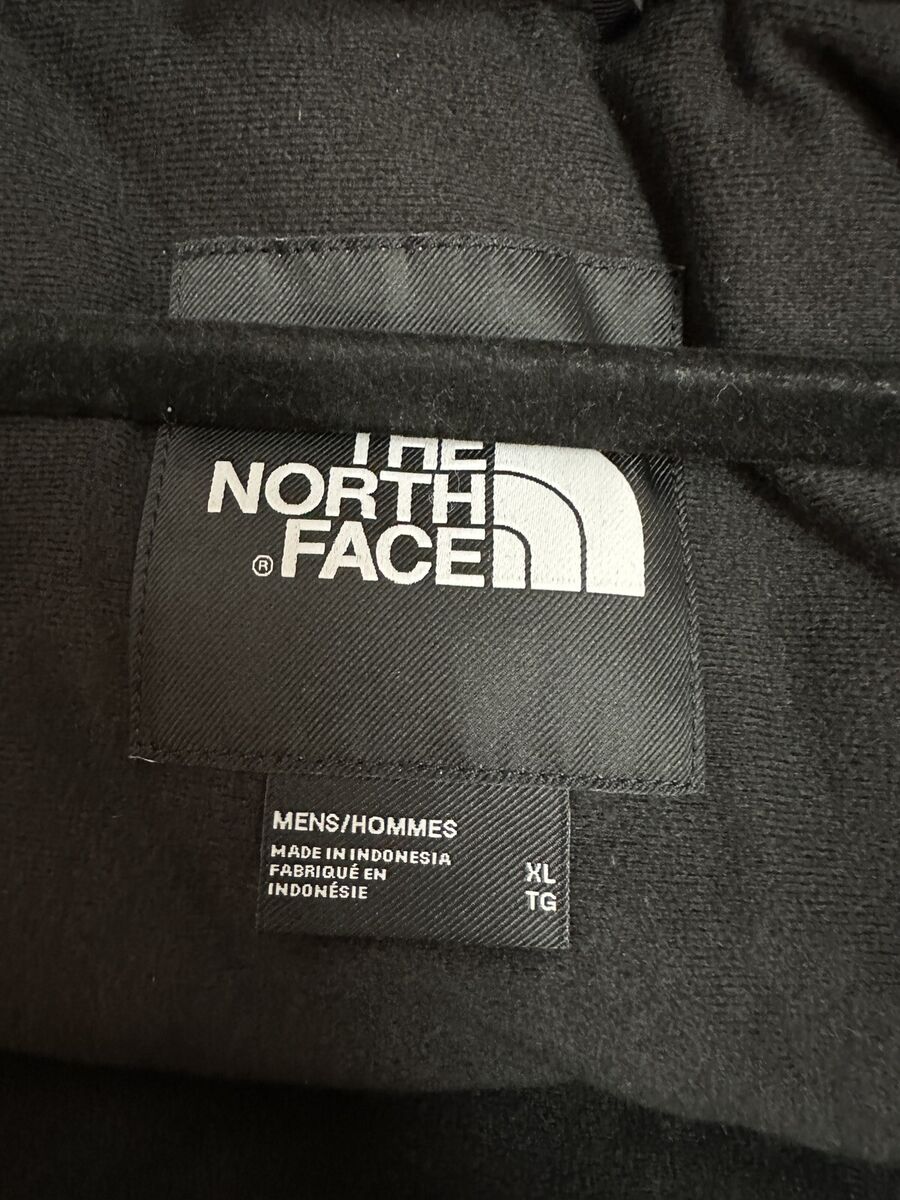 THE
NORTH
® FACE
MENS/HOMMES
MADE IN INDONESIA
FABRIQUÉ EN
INDONÉSIE
XL
TG